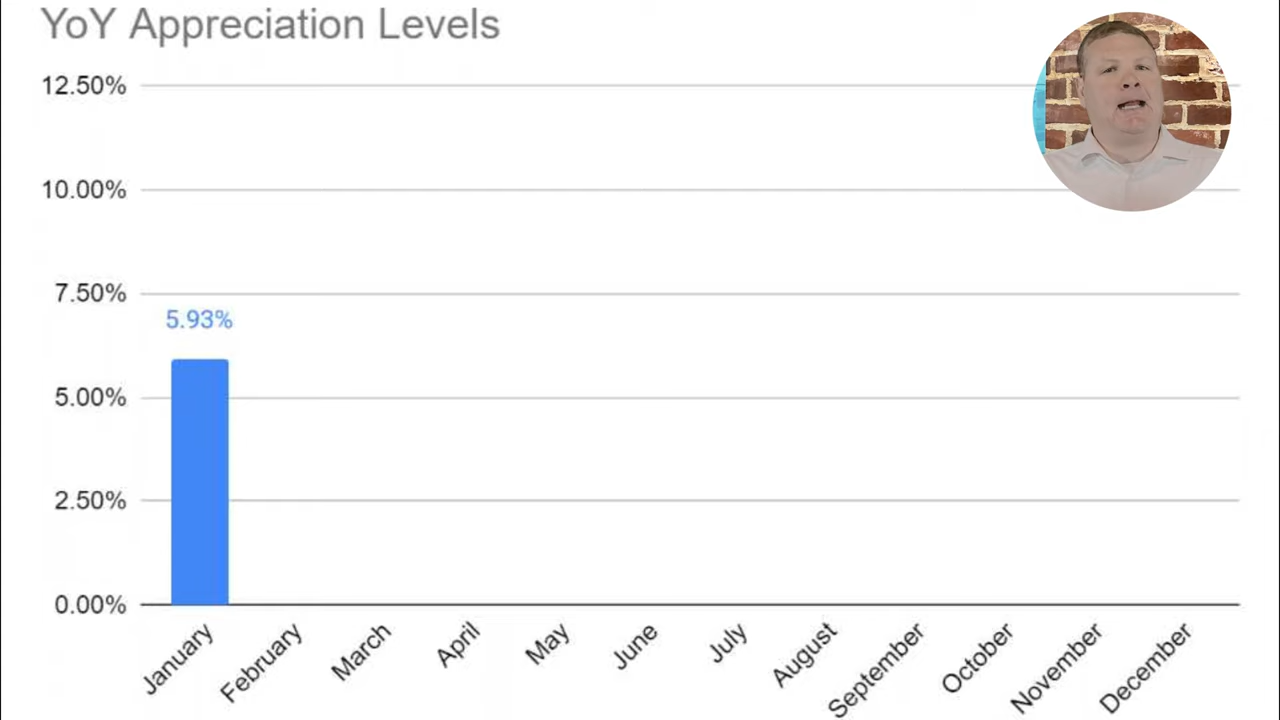 YoY Appreciation Levels
12.50%
10.00%
7.50%
5.93%
5.00%
2.50%
0.00%
January
February
March
April
May
June
July
August
September
October
November
December